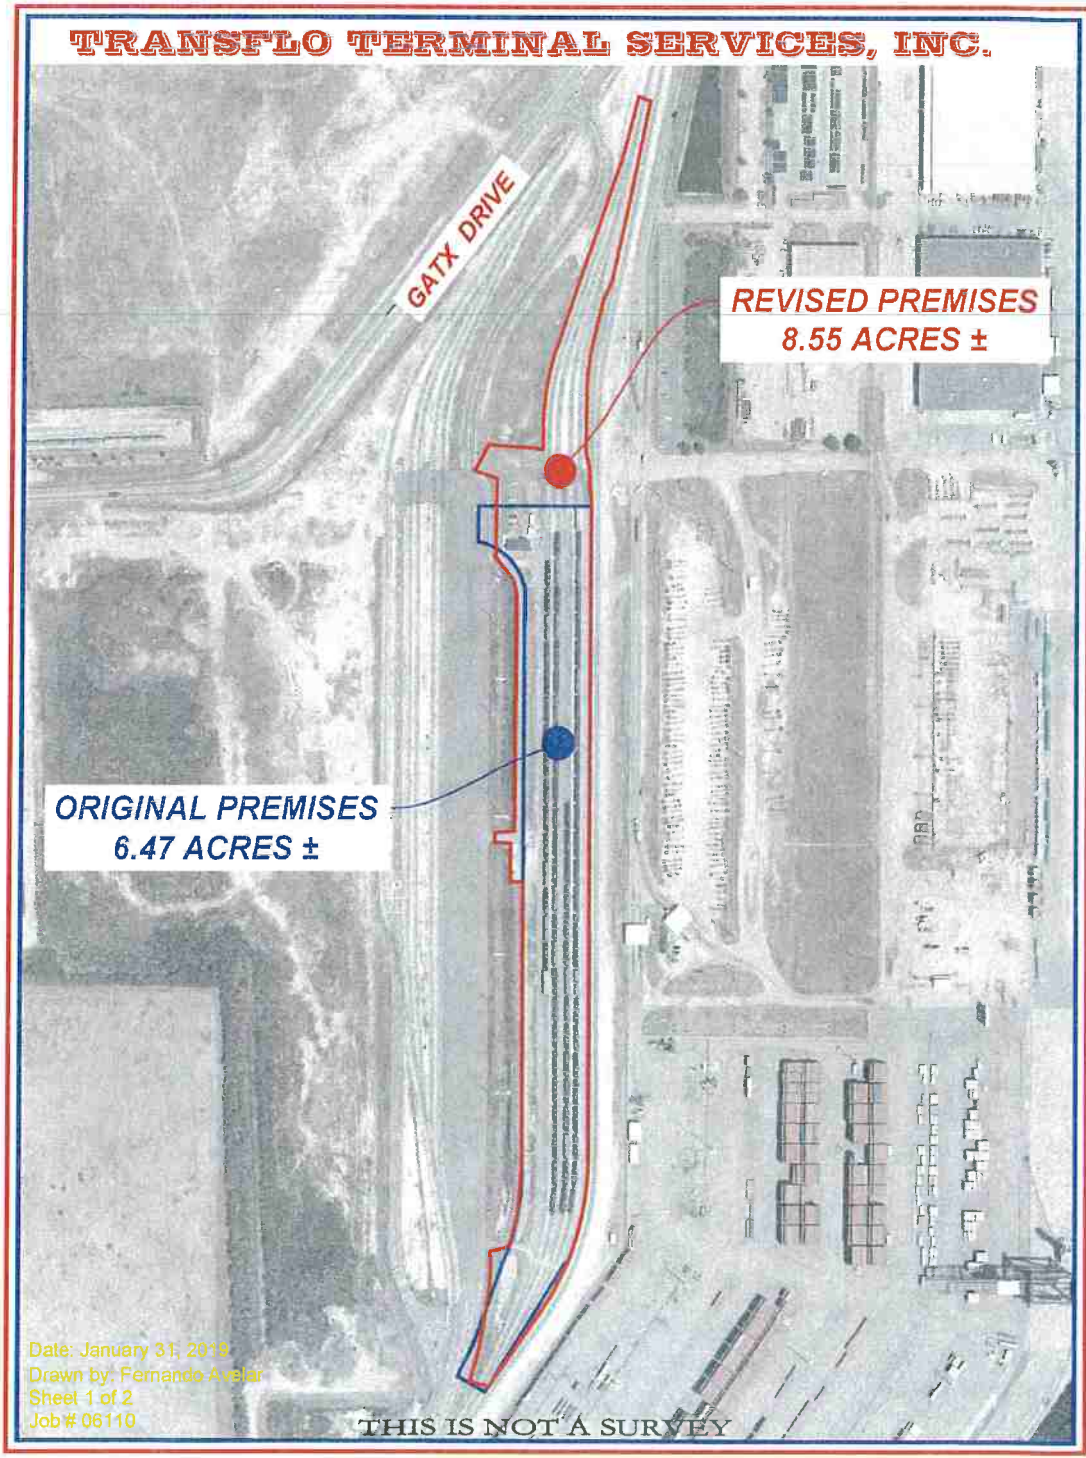 TRANSFLO TERMINAL SERVICES, INC.
GATX DRIVE
REVISED PREMISES
8.55 ACRES ±
ORIGINAL PREMISES
6.47 ACRES ±
Date: January 31, 2019
Drawn by: Fernando Avelar
Sheet 1 of 2
Job # 06110
THIS IS NOT A SURVEY